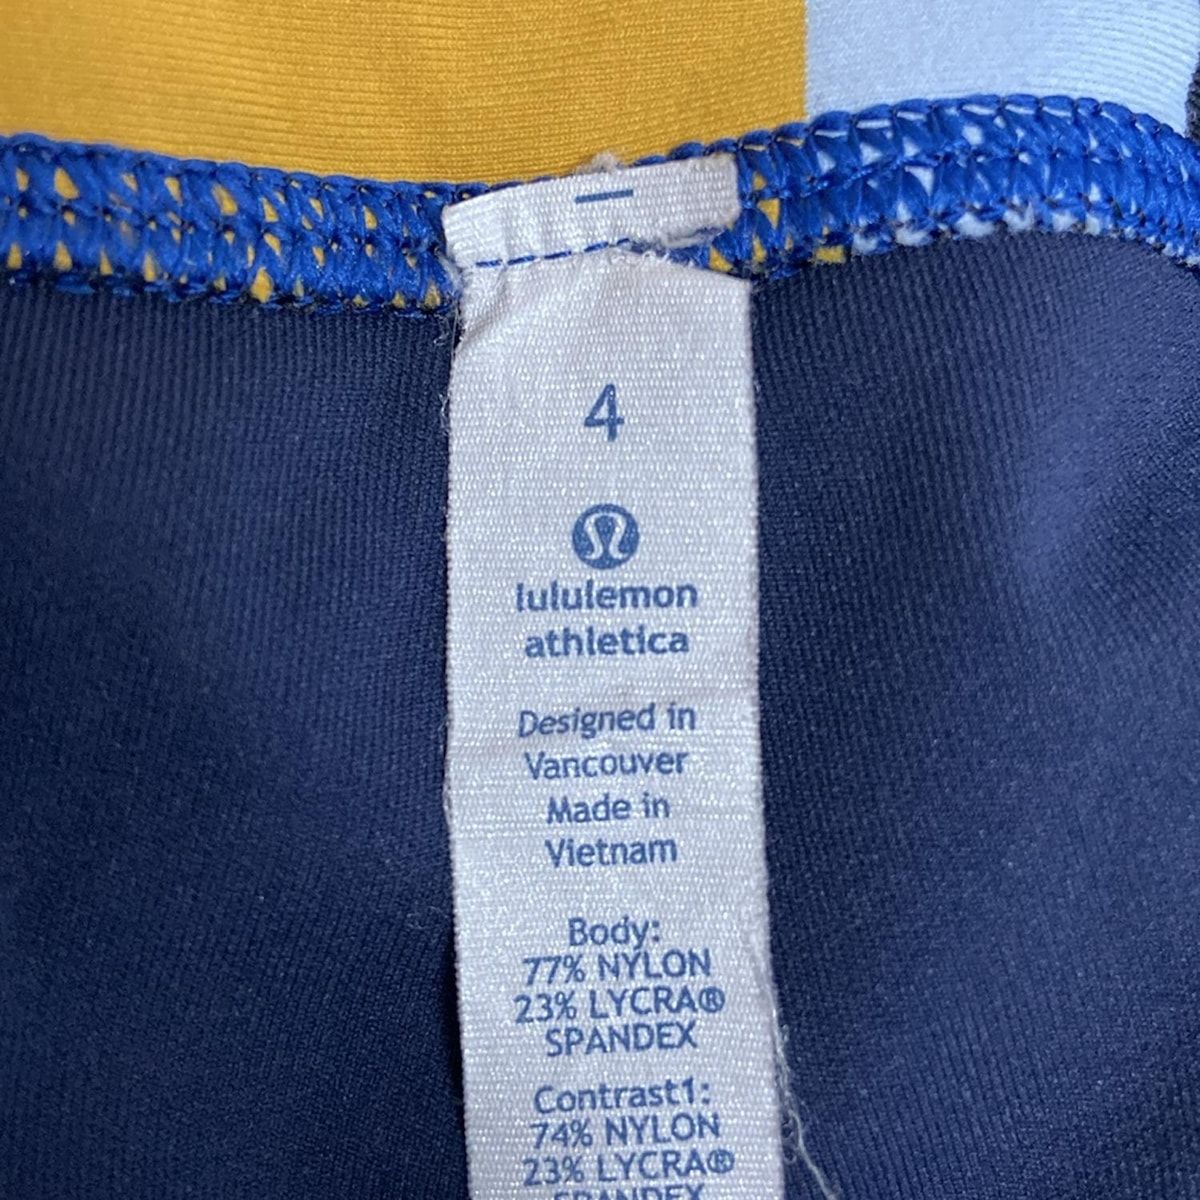 4
lululemon
athletica
Designed in
Vancouver
Made in
Vietnam
Body:
77% NYLON
23% LYCRA®
SPANDEX
Contrast1:
74% NYLON
23% LYCRA®
SPANDEX